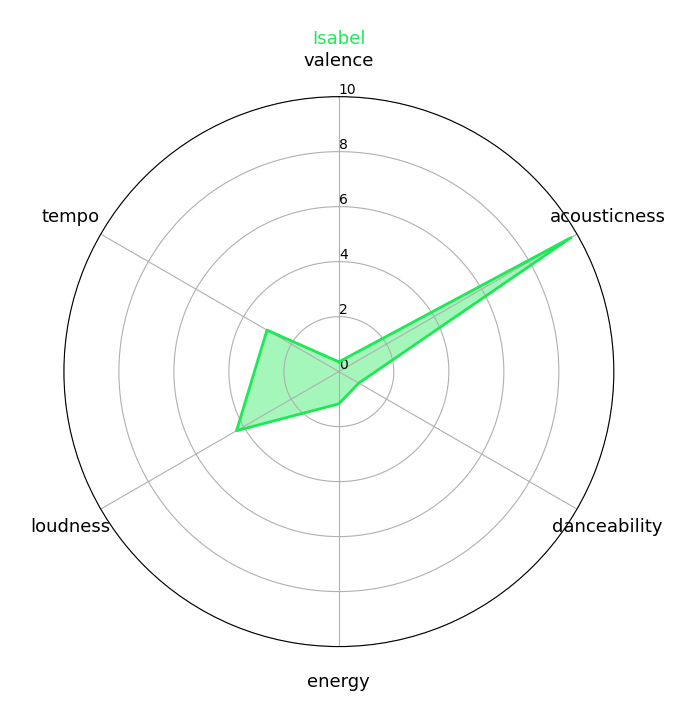 Isabel
valence
10
8
6
4
2
0
tempo
acousticness
loudness
danceability
energy